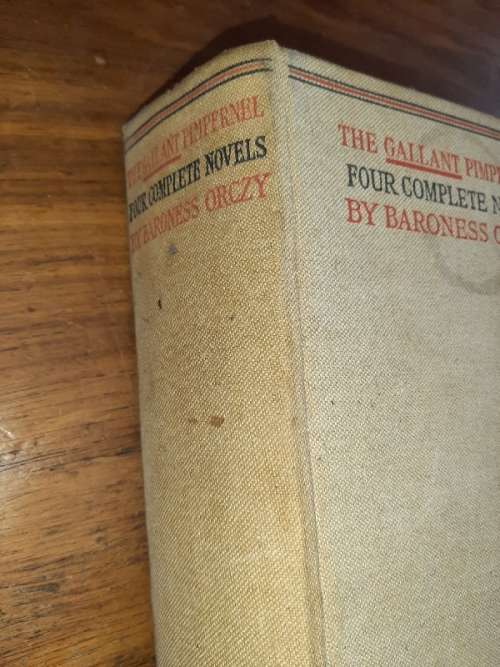 THE GALLANT PIMPERNEL
FOUR COMPLETE NOVELS
BY BARONESS ORCZY
THE GALLANT PIMP
FOUR COMPLETE N
BY BARONESS O